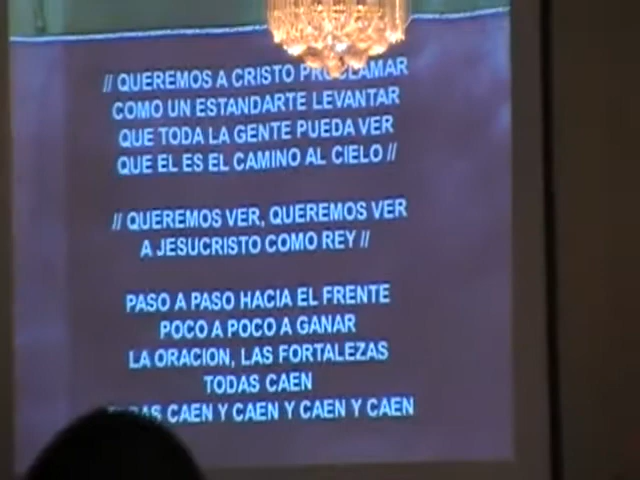 // QUEREMOS A CRISTO PROCLAMAR
COMO UN ESTANDARTE LEVANTAR
QUE TODA LA GENTE PUEDA VER
QUE EL ES EL CAMINO AL CIELO //
// QUEREMOS VER, QUEREMOS VER
A JESUCRISTO COMO REY //
PASO A PASO HACIA EL FRENTE
POCO A POCO A GANAR
LA ORACION, LAS FORTALEZAS
TODAS CAEN
TODAS CAEN Y CAEN Y CAEN Y CAEN